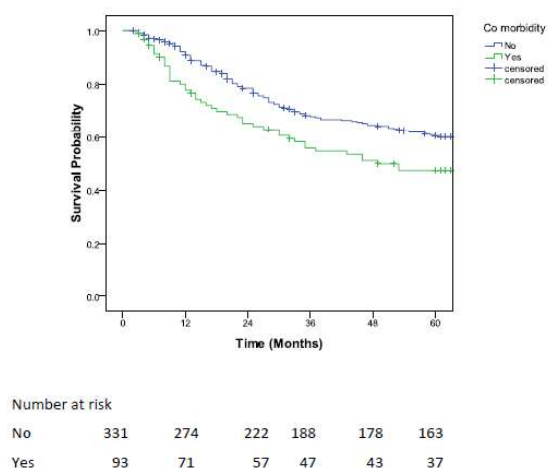 Co morbidity
No
Yes
censored
censored
1.0
0.8
0.6
0.4
0.2
0.0
Survival Probability
0 12 24 36 48 60
Time (Months)
Number at risk
No 331 274 222 188 178 163
Yes 93 71 57 47 43 37